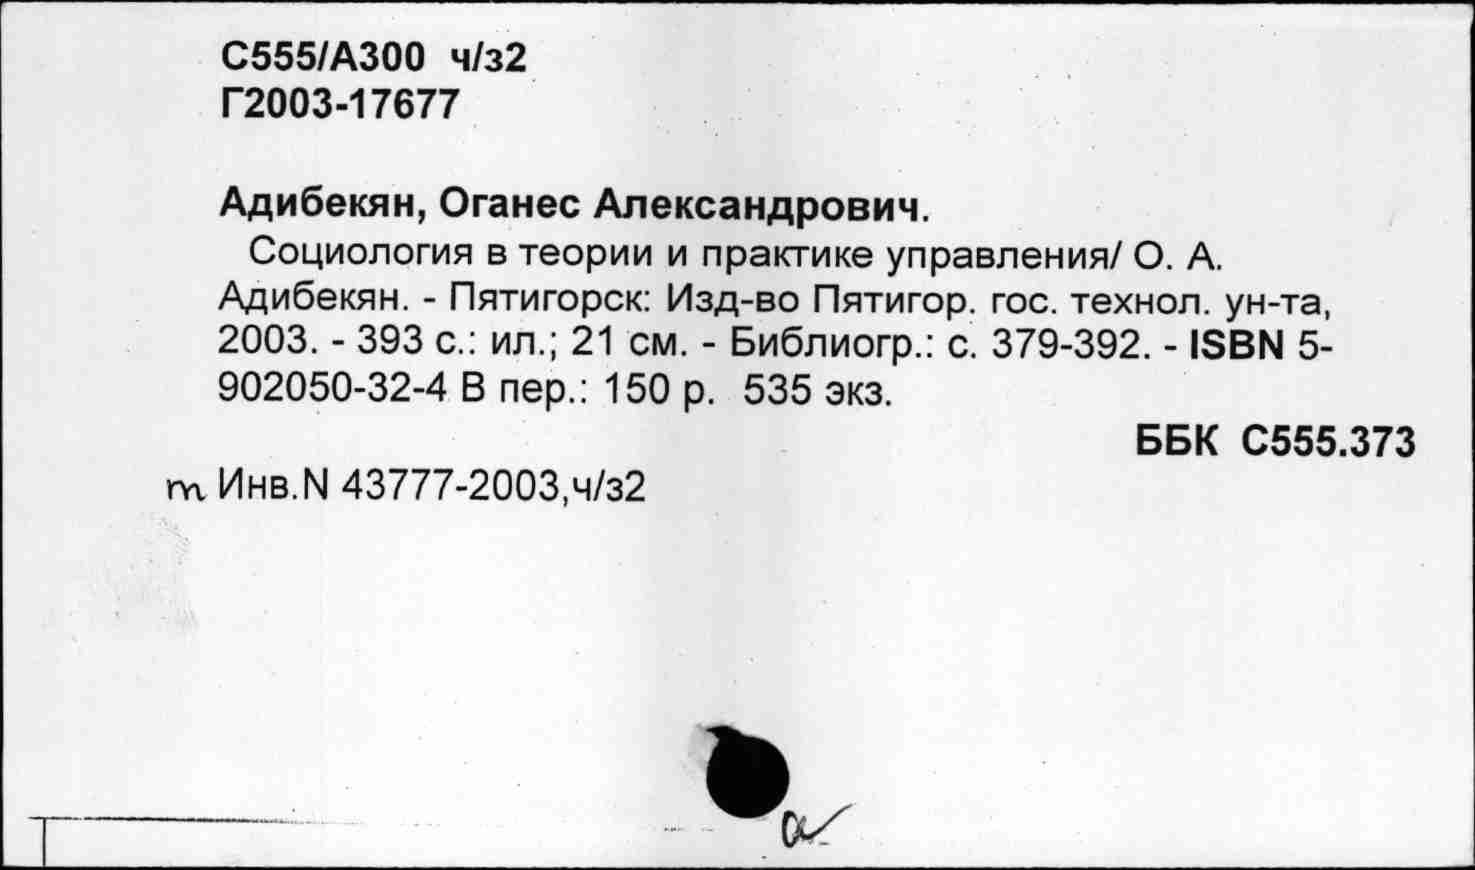 С555/А300 ч/з2
Г2003-17677
Адибекян, Оганес Александрович.
Социология в теории и практике управления/ О. А.
Адибекян. - Пятигорск: Изд-во Пятигор. гос. технол. ун-та,
2003. - 393 с.: ил.; 21 см. - Библиогр.: с. 379-392. - ISBN 5-
902050-32-4 В пер.: 150 р. 535 экз.
ББК С555.373
т Инв.N 43777-2003,ч/з2